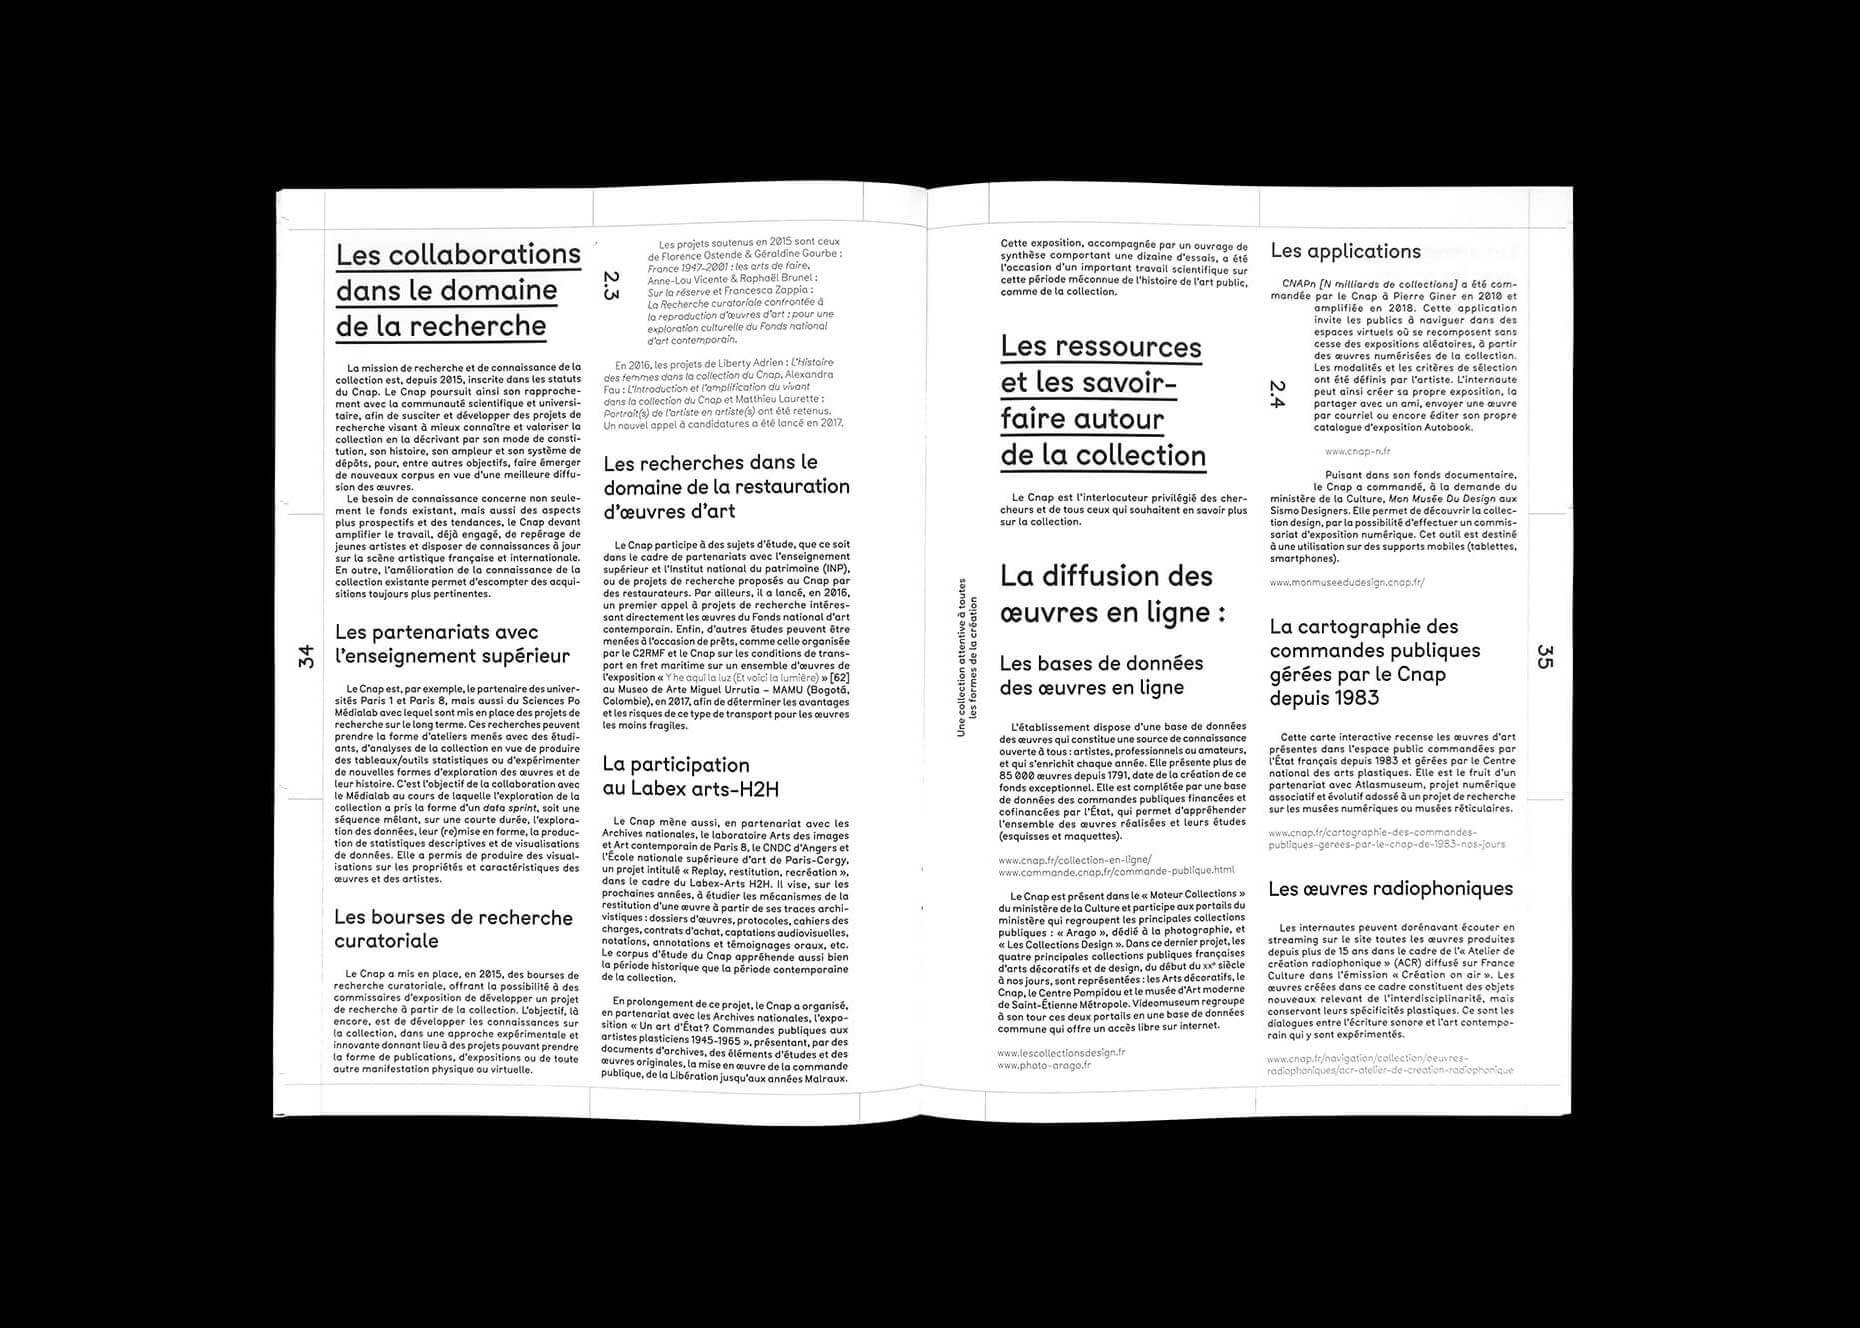 Les collaborations
dans le domaine
de la recherche
La mission de recherche et de connaissance de la
collection est, depuis 2015, inscrite dans les statuts
du Cnap. Le Cnap poursuit ainsi son rapproche-
ment avec la communauté scientifique et universi-
taire, afin de susciter et développer des projets de
recherche visant à mieux connaître et valoriser la
collection en la décrivant par son mode de consti-
tution, son histoire, son ampleur et son système de
dépôts, pour, entre autres objectifs, faire émerger
de nouveaux corpus en vue d'une meilleure diffu-
sion des œuvres.
Le besoin de connaissance concerne non seule-
ment le fonds existant, mais aussi des aspects
plus prospectifs et des tendances, le Cnap devant
amplifier le travail, déjà engagé, de repérage de
jeunes artistes et disposer de connaissances à jour
sur la scène artistique française et internationale.
En outre, l'amélioration de la connaissance de la
collection existante permet d'escompter des acqui-
sitions toujours plus pertinentes.
Les partenariats avec
l'enseignement supérieur
Le Cnap est, par exemple, le partenaire des univer-
sités Paris 1 et Paris 8, mais aussi du Sciences Po
Médialab avec lequel sont mis en place des projets de
recherche sur le long terme. Ces recherches peuvent
prendre la forme d'ateliers menés avec des étudi-
ants, d'analyses de la collection en vue de produire
des tableaux/outils statistiques ou d'expérimenter
de nouvelles formes d'exploration des œuvres et de
leur histoire. C'est l'objectif de la collaboration avec
le Médialab au cours de laquelle l'exploration de la
collection a pris la forme d'un data sprint, soit une
séquence mêlant, sur une courte durée, l'explora-
tion des données, leur (re)mise en forme, la produc-
tion de statistiques descriptives et de visualisations
de données. Elle a permis de produire des visual-
isations sur les propriétés et caractéristiques des
œuvres et des artistes.
Les bourses de recherche
curatoriale
Le Cnap a mis en place, en 2015, des bourses de
recherche curatoriale, offrant la possibilité à des
commissaires d'exposition de développer un projet
de recherche à partir de la collection. L'objectif, là
encore, est de développer les connaissances sur
la collection, dans une approche expérimentale et
innovante donnant lieu à des projets pouvant prendre
la forme de publications, d'expositions ou de toute
autre manifestation physique ou virtuelle.
34
2.3
Les projets soutenus en 2015 sont ceux
de Florence Ostende & Géraldine Gourbe :
France 1947-2001 : les arts de faire,
Anne-Lou Vicente & Raphaël Brunel :
Sur la réserve et Francesca Zappia :
La Recherche curatoriale confrontée à
la reproduction d'œuvres d'art : pour une
exploration culturelle du Fonds national
d'art contemporain.
En 2016, les projets de Liberty Adrien : L'Histoire
des femmes dans la collection du Cnap, Alexandra
Fau : L'Introduction et l'amplification du vivant
dans la collection du Cnap et Matthieu Laurette :
Portrait(s) de l'artiste en artiste(s) ont été retenus.
Un nouvel appel à candidatures a été lancé en 2017.
Les recherches dans le
domaine de la restauration
d'œuvres d'art
Le Cnap participe à des sujets d'étude, que ce soit
dans le cadre de partenariats avec l'enseignement
supérieur et l'Institut national du patrimoine (INP),
ou de projets de recherche proposés au Cnap par
des restaurateurs. Par ailleurs, il a lancé, en 2016,
un premier appel à projets de recherche intéres-
sant directement les œuvres du Fonds national d'art
contemporain. Enfin, d'autres études peuvent être
menées à l'occasion de prêts, comme celle organisée
par le C2RMF et le Cnap sur les conditions de trans-
port en fret maritime sur un ensemble d'œuvres de
l'exposition « Y he aquí la luz (Et voici la lumière) » [62]
au Museo de Arte Miguel Urrutia – MAMU (Bogotá,
Colombie), en 2017, afin de déterminer les avantages
et les risques de ce type de transport pour les œuvres
les moins fragiles.
La participation
au Labex arts-H2H
Le Cnap mène aussi, en partenariat avec les
Archives nationales, le laboratoire Arts des images
et Art contemporain de Paris 8, le CNDC d'Angers et
l'École nationale supérieure d'art de Paris-Cergy,
un projet intitulé « Replay, restitution, recréation »,
dans le cadre du Labex-Arts H2H. Il vise, sur les
prochaines années, à étudier les mécanismes de la
restitution d'une œuvre à partir de ses traces archi-
vistiques : dossiers d'œuvres, protocoles, cahiers des
charges, contrats d'achat, captations audiovisuelles,
notations, annotations et témoignages oraux, etc.
Le corpus d'étude du Cnap appréhende aussi bien
la période historique que la période contemporaine
de la collection.
En prolongement de ce projet, le Cnap a organisé,
en partenariat avec les Archives nationales, l'expo-
sition « Un art d'État? Commandes publiques aux
artistes plasticiens 1945-1965 », présentant, par des
documents d'archives, des éléments d'études et des
œuvres originales, la mise en œuvre de la commande
publique, de la Libération jusqu'aux années Malraux.
Une collection attentive à toutes
les formes de la création
Cette exposition, accompagnée par un ouvrage de
synthèse comportant une dizaine d'essais, a été
l'occasion d'un important travail scientifique sur
cette période méconnue de l'histoire de l'art public,
comme de la collection.
Les ressources
et les savoir-
faire autour
de la collection
Le Cnap est l'interlocuteur privilégié des cher-
cheurs et de tous ceux qui souhaitent en savoir plus
sur la collection.
La diffusion des
œuvres en ligne :
Les bases de données
des œuvres en ligne
L'établissement dispose d'une base de données
des œuvres qui constitue une source de connaissance
ouverte à tous : artistes, professionnels ou amateurs,
et qui s'enrichit chaque année. Elle présente plus de
85 000 œuvres depuis 1791, date de la création de ce
fonds exceptionnel. Elle est complétée par une base
de données des commandes publiques financées et
cofinancées par l'État, qui permet d'appréhender
l'ensemble des œuvres réalisées et leurs études
(esquisses et maquettes).
www.cnap.fr/collection-en-ligne/
www.commande.cnap.fr/commande-publique.html
Le Cnap est présent dans le « Moteur Collections »
du ministère de la Culture et participe aux portails du
ministère qui regroupent les principales collections
publiques : « Arago », dédié à la photographie, et
« Les Collections Design ». Dans ce dernier projet, les
quatre principales collections publiques françaises
d'arts décoratifs et de design, du début du XXe siècle
à nos jours, sont représentées : les Arts décoratifs, le
Cnap, le Centre Pompidou et le musée d'Art moderne
de Saint-Étienne Métropole. Videomuseum regroupe
à son tour ces deux portails en une base de données
commune qui offre un accès libre sur internet.
www.lescollectionsdesign.fr
www.photo-arago.fr
Les applications
2.4
CNAPn [N milliards de collections] a été com-
mandée par le Cnap à Pierre Giner en 2010 et
amplifiée en 2018. Cette application
invite les publics à naviguer dans des
espaces virtuels où se recomposent sans
cesse des expositions aléatoires, à partir
des œuvres numérisées de la collection.
Les modalités et les critères de sélection
ont été définis par l'artiste. L'internaute
peut ainsi créer sa propre exposition, la
partager avec un ami, envoyer une œuvre
par courriel ou encore éditer son propre
catalogue d'exposition Autobook.
www.cnap-n.fr
Puisant dans son fonds documentaire,
le Cnap a commandé, à la demande du
ministère de la Culture, Mon Musée Du Design aux
Sismo Designers. Elle permet de découvrir la collec-
tion design, par la possibilité d'effectuer un commis-
sariat d'exposition numérique. Cet outil est destiné
à une utilisation sur des supports mobiles (tablettes,
smartphones).
www.monmuseedudesign.cnap.fr/
La cartographie des
commandes publiques
gérées par le Cnap
depuis 1983
Cette carte interactive recense les œuvres d'art
présentes dans l'espace public commandées par
l'État français depuis 1983 et gérées par le Centre
national des arts plastiques. Elle est le fruit d'un
partenariat avec Atlasmuseum, projet numérique
associatif et évolutif adossé à un projet de recherche
sur les musées numériques ou musées réticulaires.
www.cnap.fr/cartographie-des-commandes-
publiques-gerees-par-le-cnap-de-1983-nos-jours
Les œuvres radiophoniques
Les internautes peuvent dorénavant écouter en
streaming sur le site toutes les œuvres produites
depuis plus de 15 ans dans le cadre de l'« Atelier de
création radiophonique » (ACR) diffusé sur France
Culture dans l'émission « Création on air ». Les
œuvres créées dans ce cadre constituent des objets
nouveaux relevant de l'interdisciplinarité, mais
conservant leurs spécificités plastiques. Ce sont les
dialogues entre l'écriture sonore et l'art contempo-
rain qui y sont expérimentés.
www.cnap.fr/navigation/collection/oeuvres-
radiophoniques/acr-atelier-de-creation-radiophonique
35